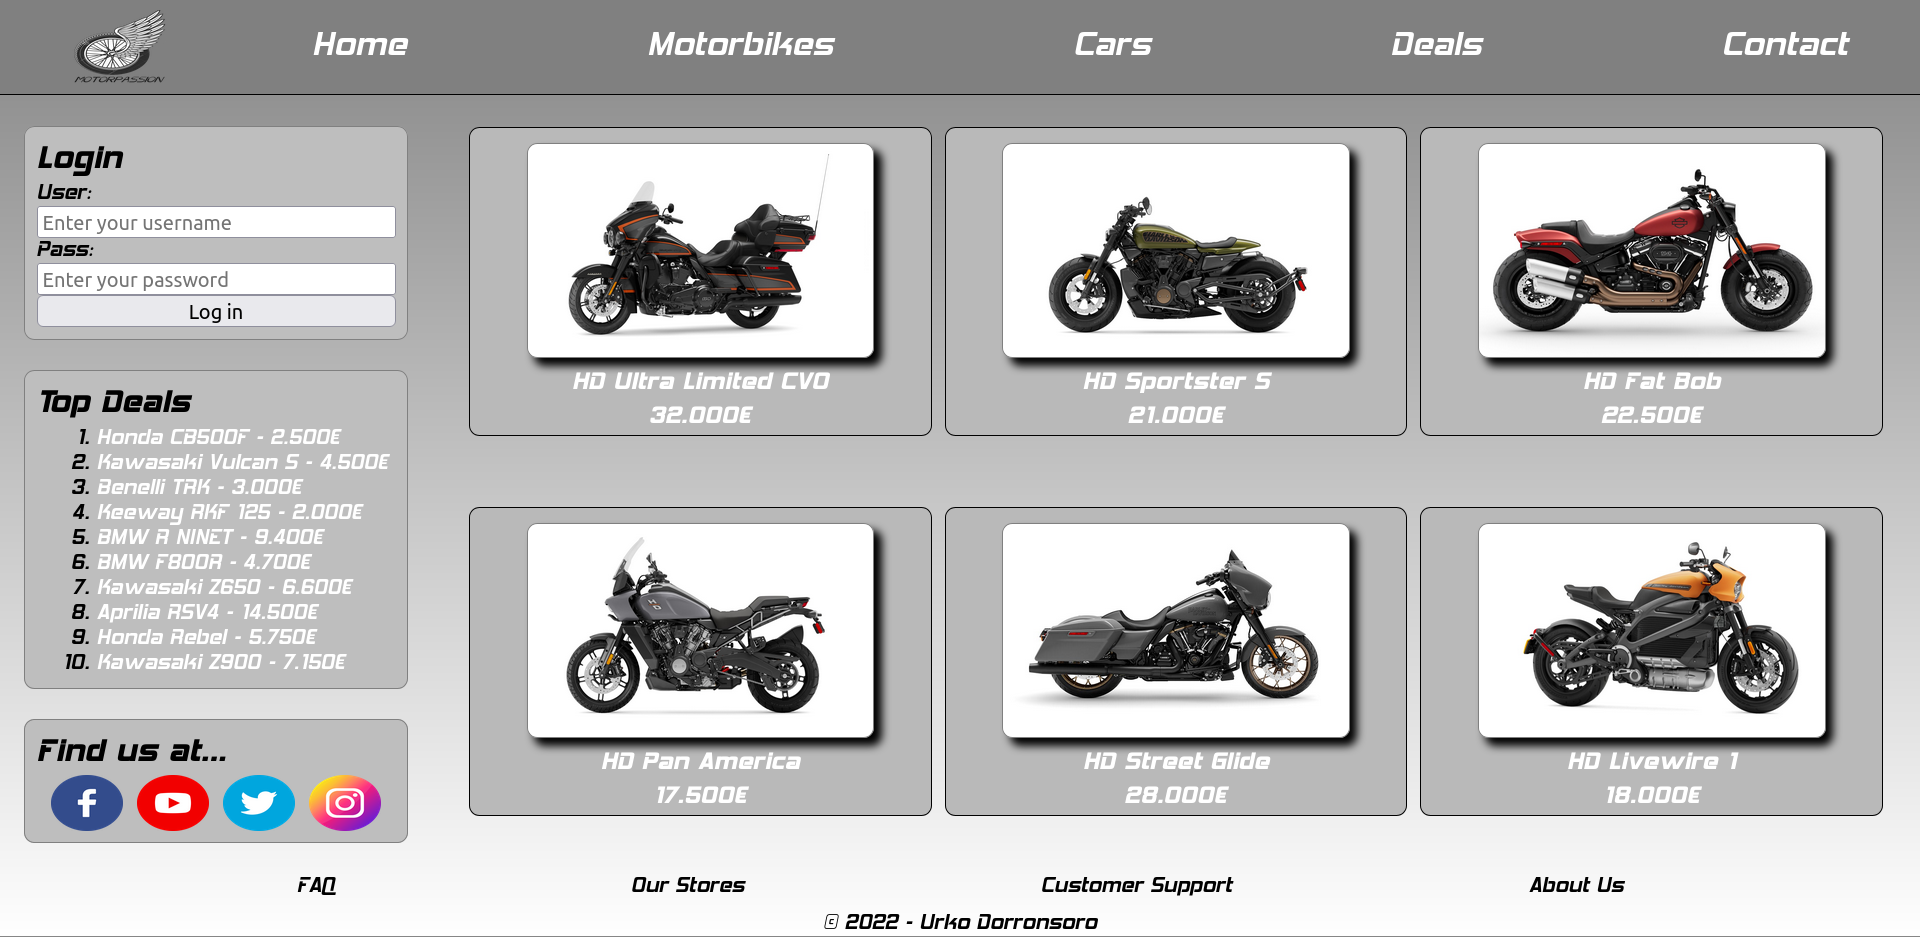 MOTORPASSION
Home
Motorbikes
Cars
Deals
Contact
Login
User:
Enter your username
Pass:
Enter your password
Log in
Top Deals
1. Honda CB500F - 2.500€
2. Kawasaki Vulcan S - 4.500€
3. Benelli TRK - 3.000€
4. Keeway RKF 125 - 2.000€
5. BMW R NINET - 9.400€
6. BMW F800R - 4.700€
7. Kawasaki Z650 - 6.600€
8. Aprilia RSV4 - 14.500€
9. Honda Rebel - 5.750€
10. Kawasaki Z900 - 7.150€
Find us at...
HD Ultra Limited CVO
32.000€
HARLEY-DAVIDSON
HD Sportster S
21.000€
HD Fat Bob
22.500€
HD Pan America
17.500€
HD Street Glide
28.000€
HD Livewire 1
18.000€
FAQ
Our Stores
Customer Support
About Us
© 2022 - Urko Dorronsoro